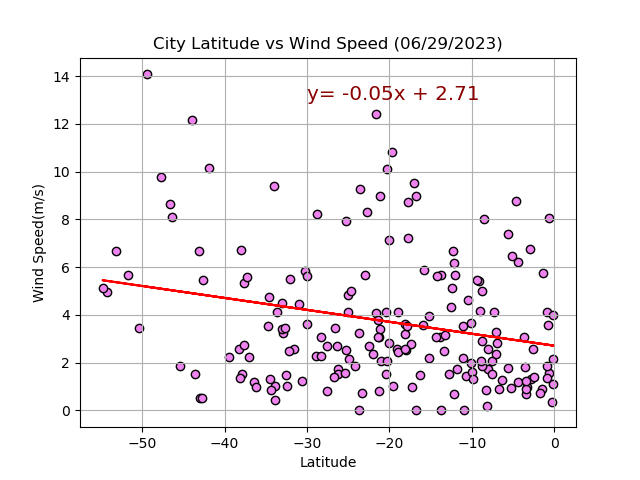 City Latitude vs Wind Speed (06/29/2023)
y= -0.05x + 2.71
14
12
10
8
6
4
2
0
Wind Speed(m/s)
−50 −40 −30 −20 −10 0
Latitude